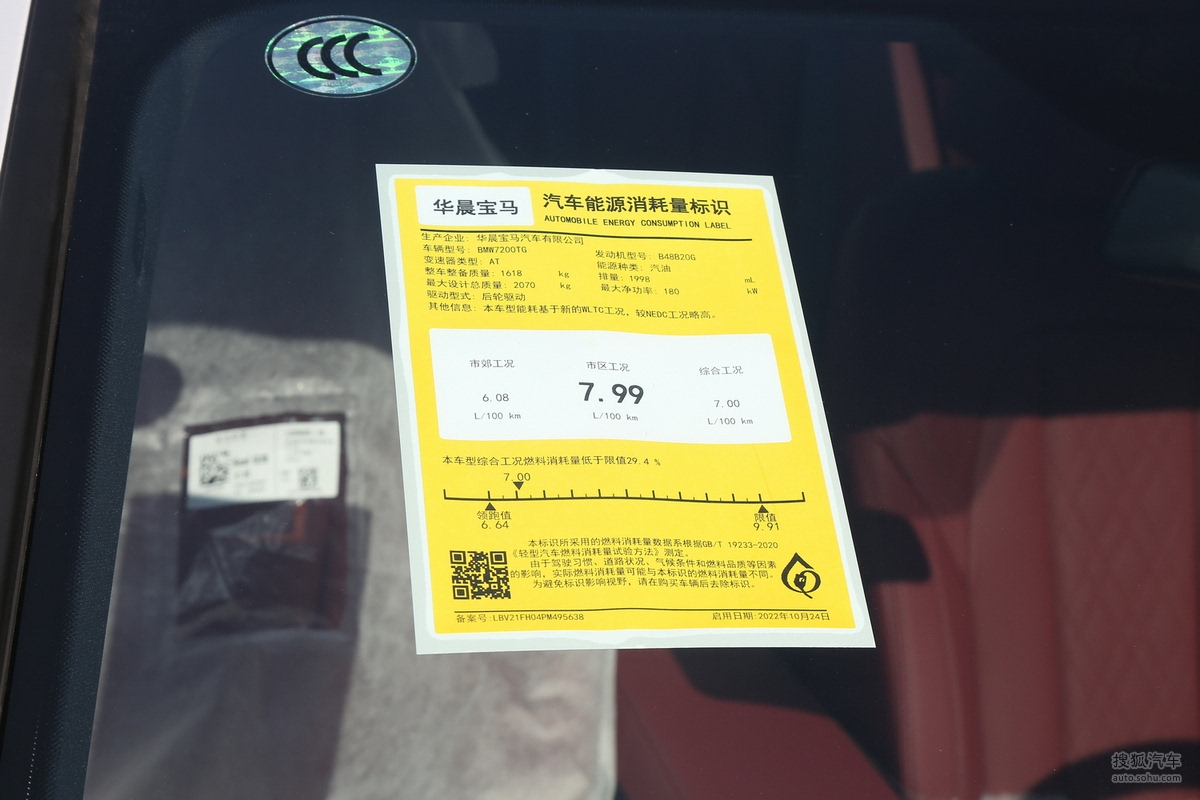 CCC
华晨宝马
汽车能源消耗量标识
AUTOMOBILE ENERGY CONSUMPTION LABEL
生产企业: 华晨宝马汽车有限公司
车辆型号: BMW7200TG 发动机型号: B48B20G
变速器类型: AT 能源种类: 汽油
整车整备质量: 1618 kg 排量: 1998 mL
最大设计总质量: 2070 kg 最大净功率: 180 kW
驱动型式: 后轮驱动
其他信息: 本车型能耗基于新的WLTC工况, 较NEDC工况略高。
市郊工况 市区工况 综合工况
6.08 7.99 7.00
L/100 km L/100 km L/100 km
本车型综合工况燃料消耗量低于限值29.4 %
7.00
领跑值 限值
6.64 9.91
本标识所采用的燃料消耗量数据系根据GB/T 19233-2020
《轻型汽车燃料消耗量试验方法》测定。
由于驾驶习惯、道路状况、气候条件和燃料品质等因素
的影响, 实际燃料消耗量可能与本标识的燃料消耗量不同。
为避免标识影响视野, 请在购买车辆后去除标识。
备案号:LBV21FH04PM495638 启用日期:2022年10月24日
搜狐汽车
auto.sohu.com